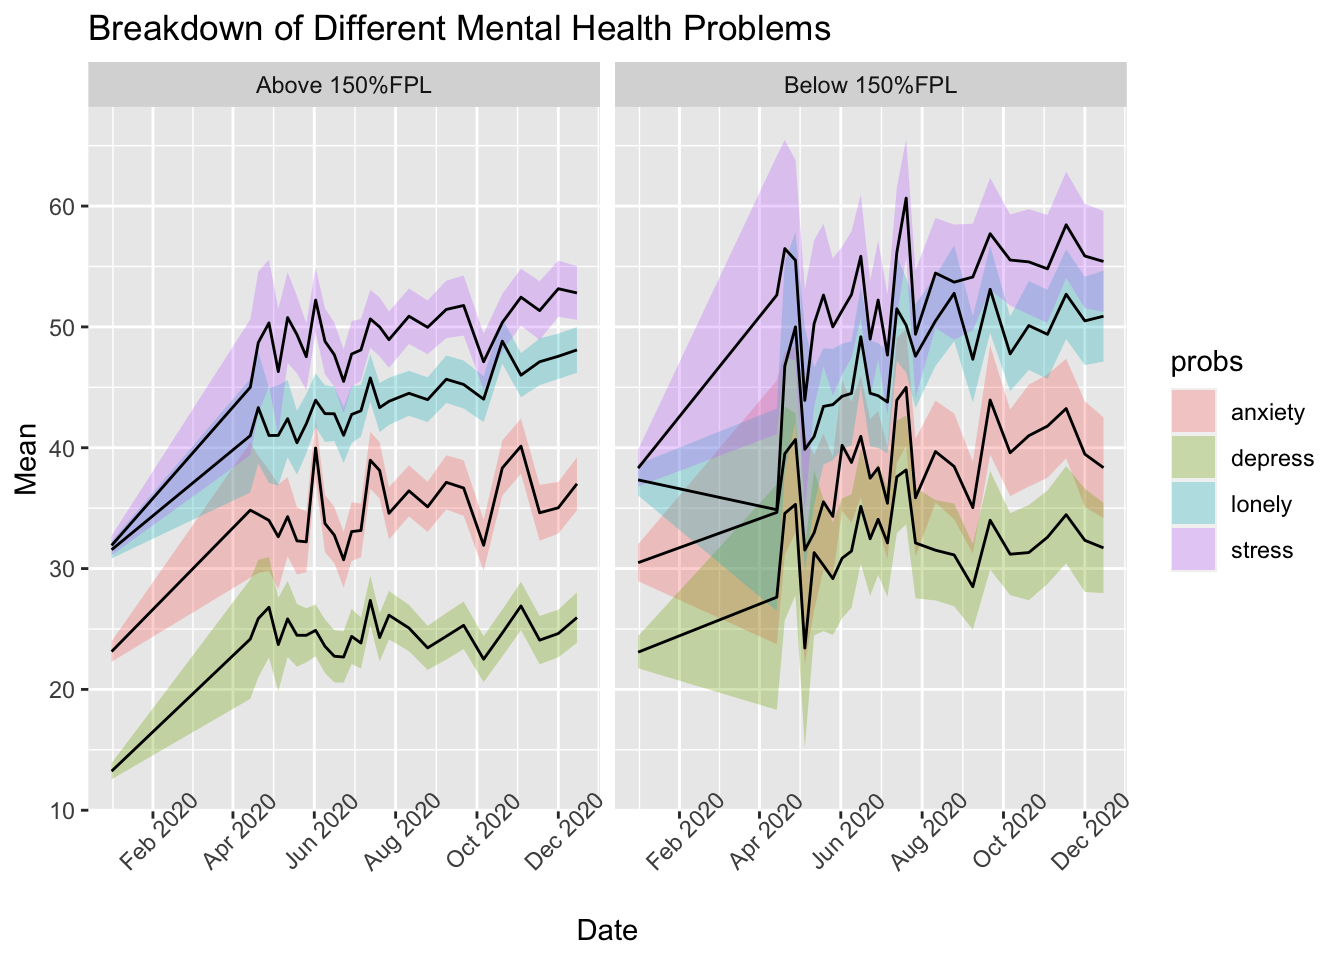 Breakdown of Different Mental Health Problems
Above 150%FPL
Below 150%FPL
60
50
40
30
20
10
Mean
Feb 2020
Apr 2020
Jun 2020
Aug 2020
Oct 2020
Dec 2020
Feb 2020
Apr 2020
Jun 2020
Aug 2020
Oct 2020
Dec 2020
Date
probs
anxiety
depress
lonely
stress